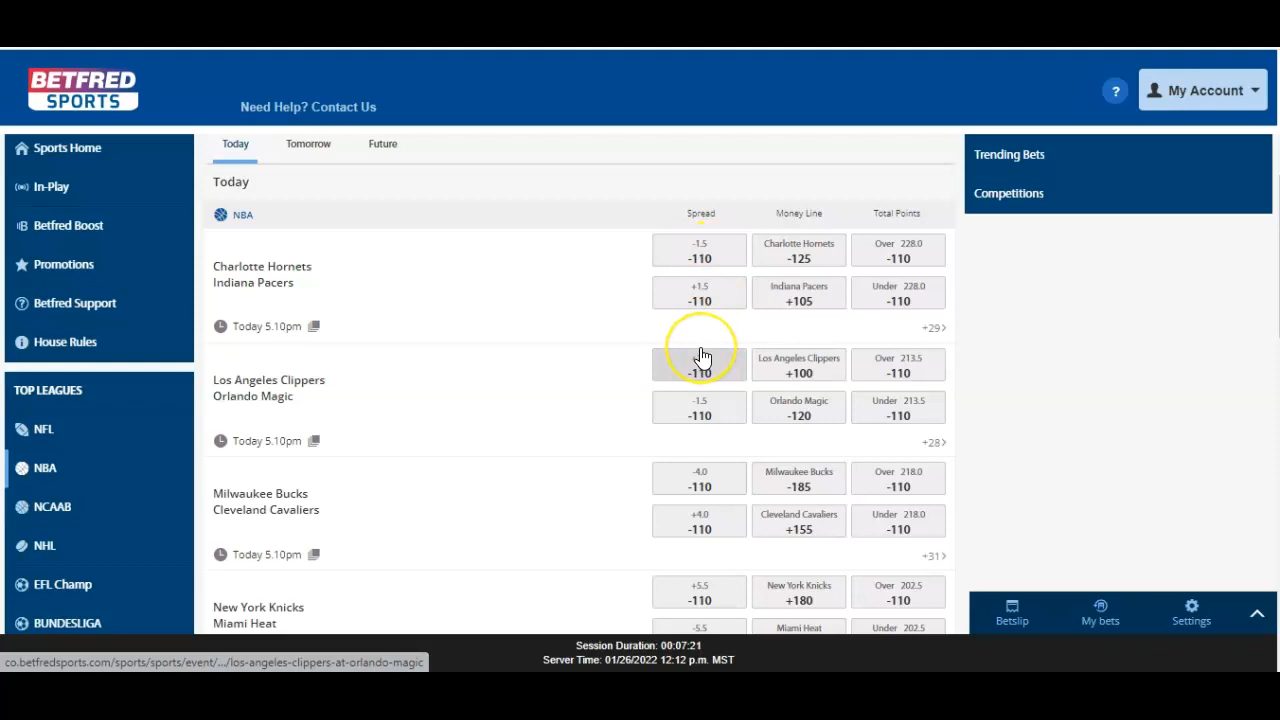 BETFRED
SPORTS
Need Help? Contact Us
?
My Account
Sports Home
In-Play
Betfred Boost
Promotions
Betfred Support
House Rules
TOP LEAGUES
NFL
NBA
NCAAB
NHL
EFL Champ
BUNDESLIGA
Today Tomorrow Future
Today
NBA Spread Money Line Total Points
-1.5 Charlotte Hornets Over 228.0
-110 -125 -110
Charlotte Hornets
Indiana Pacers
+1.5 Indiana Pacers Under 228.0
-110 +105 -110
Today 5.10pm +29>
Los Angeles Clippers Over 213.5
-110 +100 -110
Los Angeles Clippers
Orlando Magic
-1.5 Orlando Magic Under 213.5
-110 -120 -110
Today 5.10pm +28>
-4.0 Milwaukee Bucks Over 218.0
-110 -185 -110
Milwaukee Bucks
Cleveland Cavaliers
+4.0 Cleveland Cavaliers Under 218.0
-110 +155 -110
Today 5.10pm +31>
+5.5 New York Knicks Over 202.5
-110 +180 -110
New York Knicks
Miami Heat
-5.5 Miami Heat Under 202.5
Trending Bets
Competitions
Betslip My bets Settings
Session Duration: 00:07:21
Server Time: 01/26/2022 12:12 p.m. MST
co.betfredsports.com/sports/sports/event/.../los-angeles-clippers-at-orlando-magic